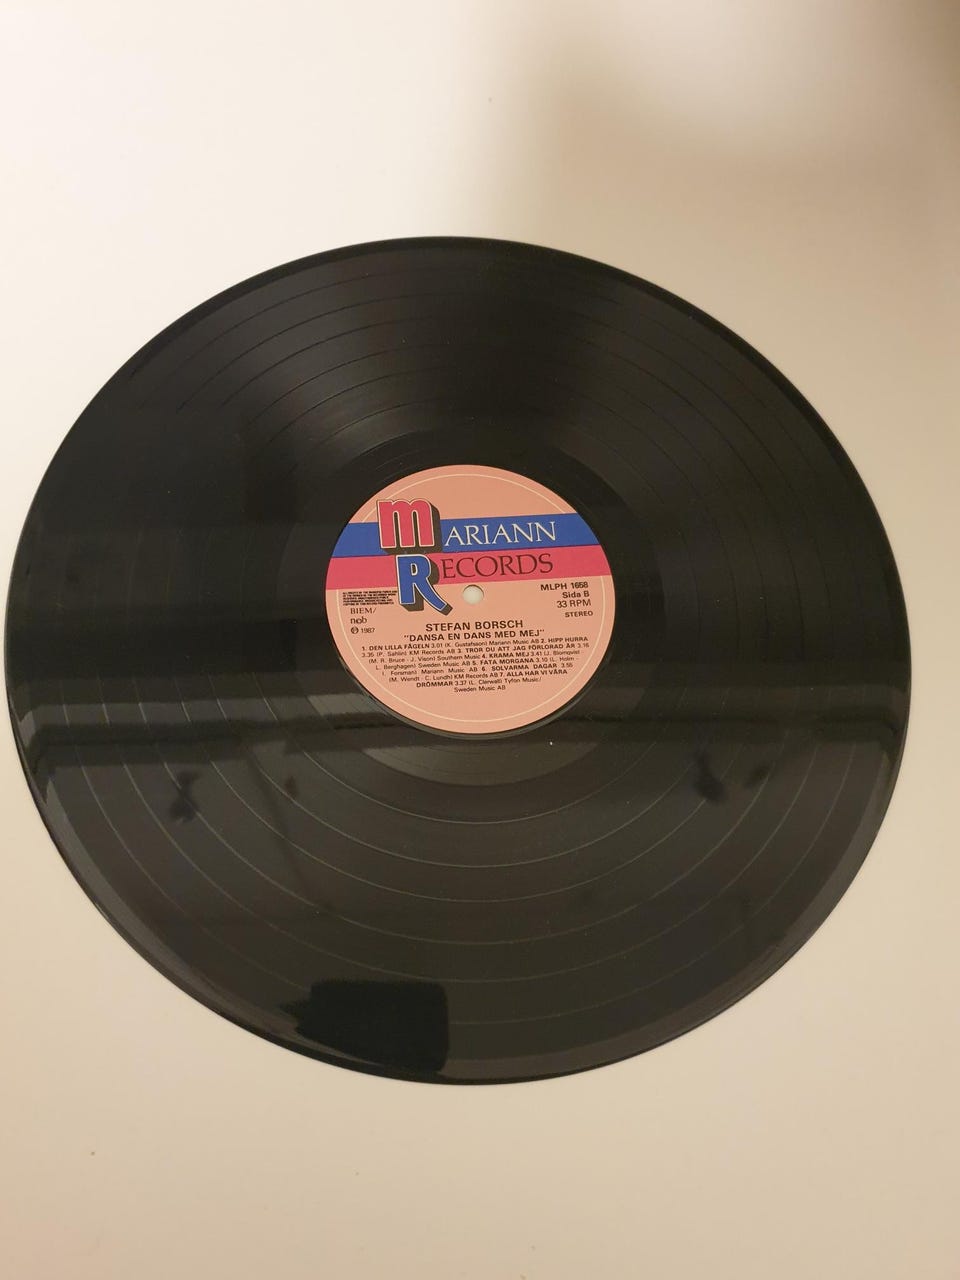 MARIANN
RECORDS
MLPH 1658
Sida B
33 RPM
STEREO
BIEM/
ncb
℗ 1987
STEFAN BORSCH
"DANSA EN DANS MED MEJ"
1. DEN LILLA FÅGELN 3.01 (K. Gustafsson) Mariann Music AB 2. HIPP HURRA
3.35 (P. Sahlin) KM Records AB 3. TROR DU ATT JAG FÖRLORAD ÄR 3.16
(M. R. Bruce - J. Vison) Southern Music 4. KRAMA MEJ 3.41 (J. Blomqvist -
L. Berghagen) Sweden Music AB 5. FATA MORGANA 3.10 (L. Holm -
I. Forsman) Mariann Music AB 6. SOLVARMA DAGAR 3.55
(M. Wendt - C. Lundh) KM Records AB 7. ALLA HAR VI VÅRA
DRÖMMAR 3.37 (L. Clerwall) Tyfon Music/
Sweden Music AB